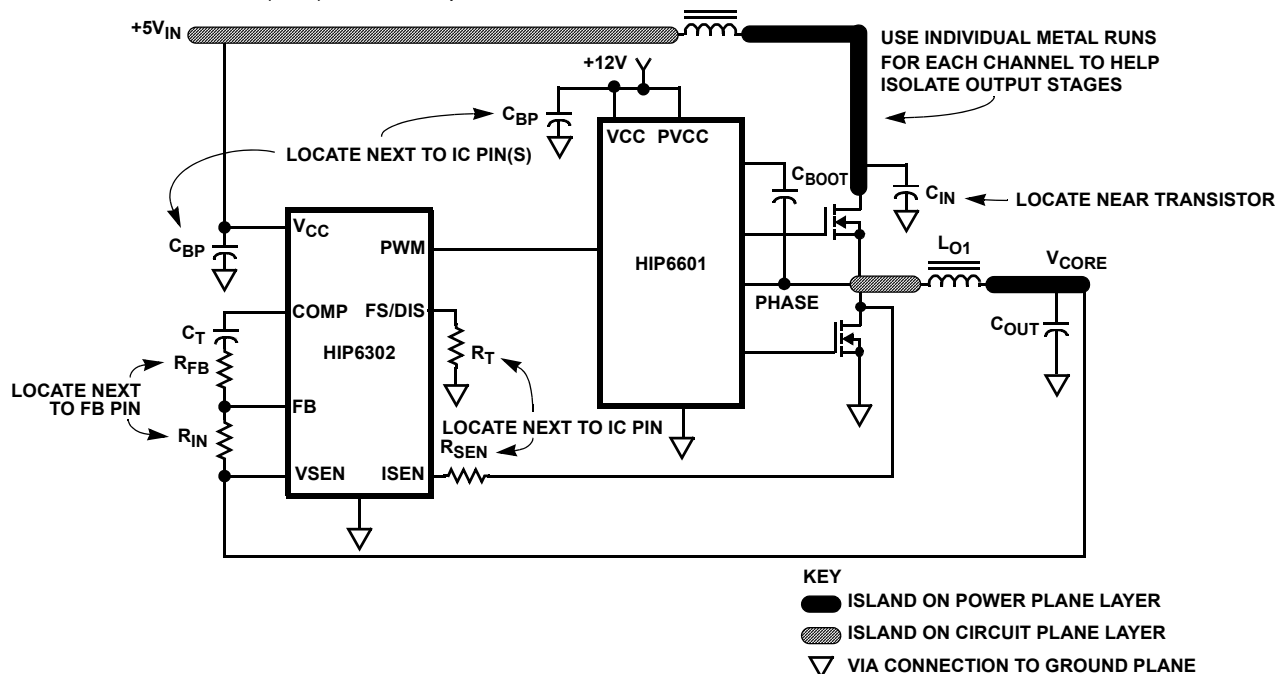 +5VIN
USE INDIVIDUAL METAL RUNS
FOR EACH CHANNEL TO HELP
ISOLATE OUTPUT STAGES
+12V
CBP
VCC PVCC
LOCATE NEXT TO IC PIN(S)
CBOOT
CIN
LOCATE NEAR TRANSISTOR
VCC
CBP
PWM
HIP6601
LO1
VCORE
PHASE
COMP
FS/DIS
CT
HIP6302
RT
COUT
RFB
LOCATE NEXT
TO FB PIN
FB
RIN
LOCATE NEXT TO IC PIN
RSEN
VSEN
ISEN
KEY
ISLAND ON POWER PLANE LAYER
ISLAND ON CIRCUIT PLANE LAYER
VIA CONNECTION TO GROUND PLANE